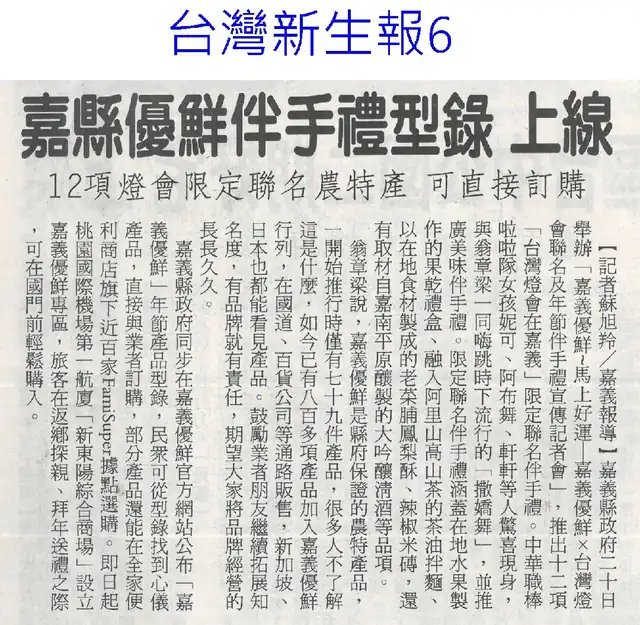 台灣新生報6
嘉縣優鮮伴手禮型錄 上線
12項燈會限定聯名農特產 可直接訂購
【記者蘇旭羚／嘉義報導】嘉義縣政府二十日
舉辦「嘉義優鮮~馬上好運—嘉義優鮮×台灣燈
會聯名及年節伴手禮宣傳記者會」，推出十二項
「台灣燈會在嘉義」限定聯名伴手禮。中華職棒
啦啦隊女孩妮可、阿布舞、軒軒等人驚喜現身，
與翁章梁一同嗨跳時下流行的「撒嬌舞」，並推
廣美味伴手禮。限定聯名伴手禮涵蓋在地水果製
作的果乾禮盒、融入阿里山高山茶的茶油拌麵、
以在地食材製成的老菜脯鳳梨酥、辣椒米磚，還
有取材自嘉南平原釀製的大吟釀清酒等品項。
翁章梁說，嘉義優鮮是縣府保證的農特產品，
一開始推行時僅有七十九件產品，很多人不了解
這是什麼，如今已有八百多項產品加入嘉義優鮮
行列，在國道、百貨公司等通路販售，新加坡、
日本也都能看見產品。鼓勵業者朋友繼續拓展知
名度，有品牌就有責任，期望大家將品牌經營的
長長久久。
嘉義縣政府同步在嘉義優鮮官方網站公布「嘉
義優鮮」年節產品型錄，民眾可從型錄找到心儀
產品，直接與業者訂購，部分產品還能在全家便
利商店旗下近百家FamiSuper據點選購。即日起
桃園國際機場第一航廈「新東陽綜合商場」設立
嘉義優鮮專區，旅客在返鄉探親、拜年送禮之際
，可在國門前輕鬆購入。